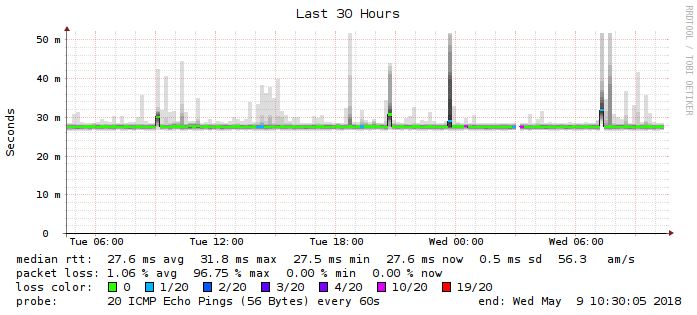 Last 30 Hours
RRDTOOL / TOBI OETIKER
Seconds
50 m
40 m
30 m
20 m
10 m
0
Tue 06:00 Tue 12:00 Tue 18:00 Wed 00:00 Wed 06:00
median rtt: 27.6 ms avg 31.8 ms max 27.5 ms min 27.6 ms now 0.5 ms sd 56.3 am/s
packet loss: 1.06 % avg 96.75 % max 0.00 % min 0.00 % now
loss color: 0 1/20 2/20 3/20 4/20 10/20 19/20
probe: 20 ICMP Echo Pings (56 Bytes) every 60s end: Wed May 9 10:30:05 2018